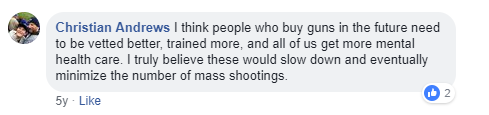 Christian Andrews I think people who buy guns in the future need
to be vetted better, trained more, and all of us get more mental
health care. I truly believe these would slow down and eventually
minimize the number of mass shootings.
2
5y · Like